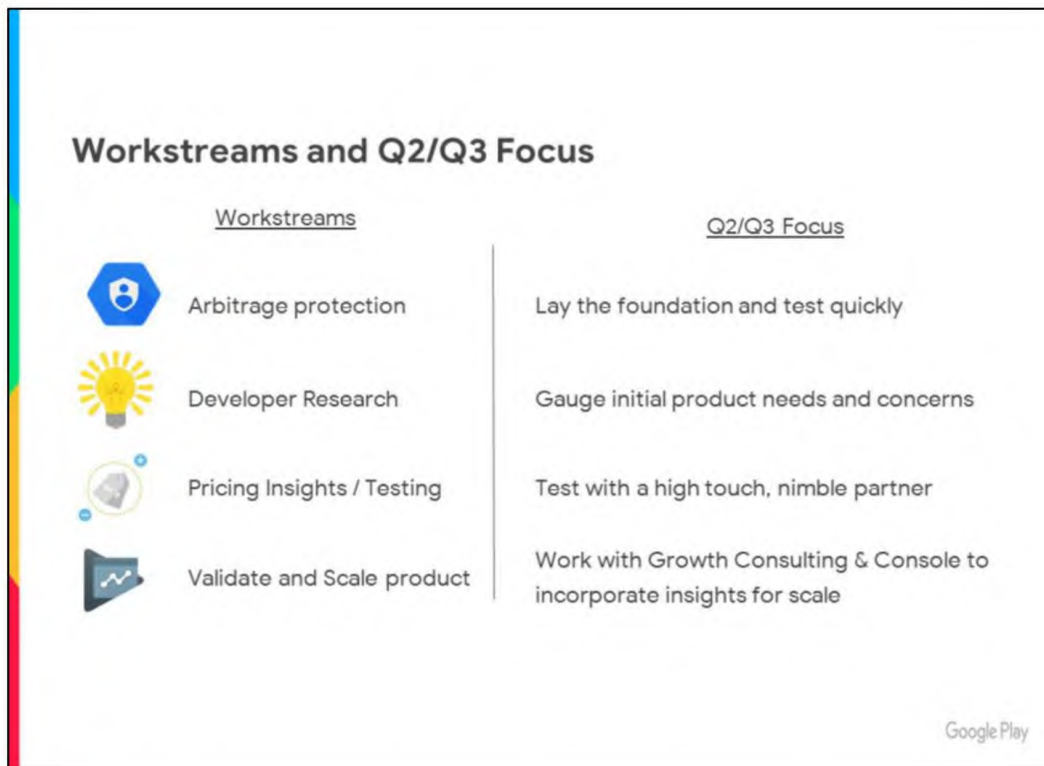 Workstreams and Q2/Q3 Focus
Workstreams
Q2/Q3 Focus
Arbitrage protection
Lay the foundation and test quickly
Developer Research
Gauge initial product needs and concerns
Pricing Insights / Testing
Test with a high touch, nimble partner
Validate and Scale product
Work with Growth Consulting & Console to
incorporate insights for scale
Google Play